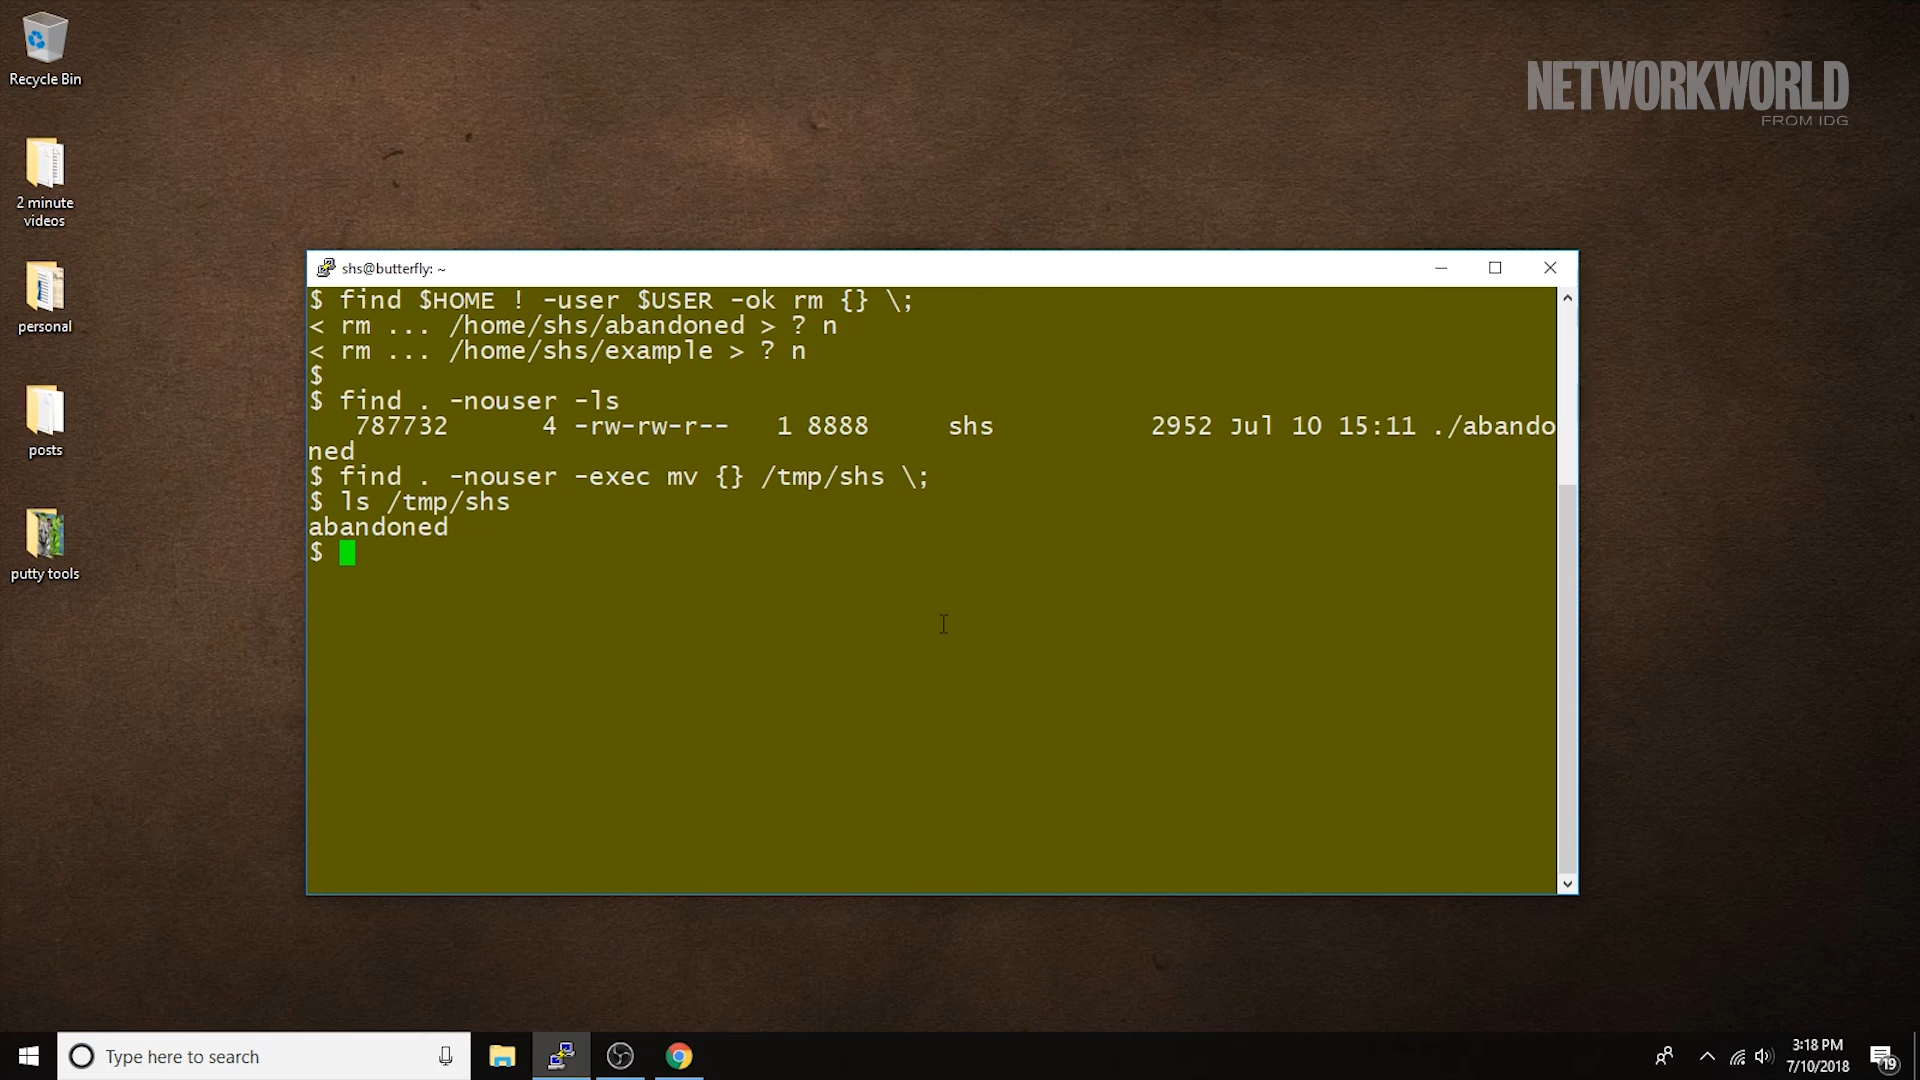 Recycle Bin
2 minute
videos
personal
posts
putty tools
NETWORKWORLD
FROM IDG
shs@butterfly: ~
$ find $HOME ! -user $USER -ok rm {} \;
< rm ... /home/shs/abandoned > ? n
< rm ... /home/shs/example > ? n
$
$ find . -nouser -ls
787732 4 -rw-rw-r-- 1 8888 shs 2952 Jul 10 15:11 ./abando
ned
$ find . -nouser -exec mv {} /tmp/shs \;
$ ls /tmp/shs
abandoned
$
Type here to search
3:18 PM
7/10/2018
19